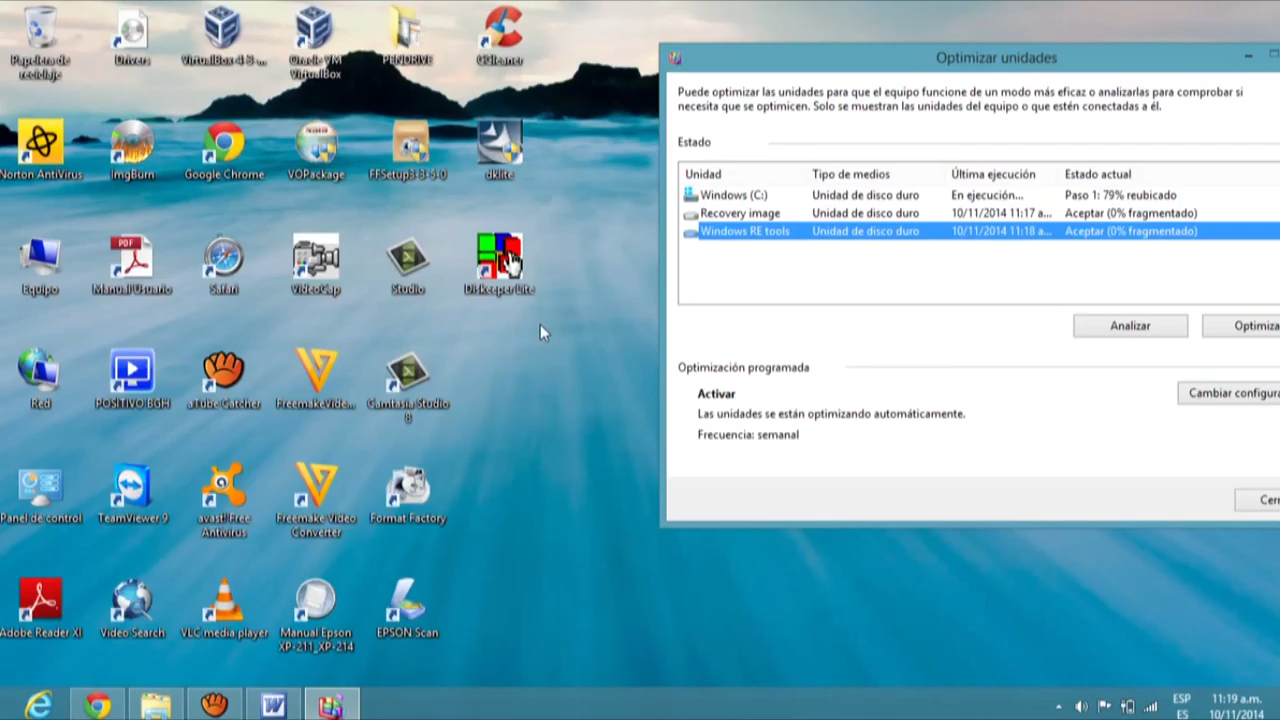 Papelera de
reciclaje
Drivers
VirtualBox-4-3-...
Oracle VM
VirtualBox
PENDRIVE
CCleaner
Norton AntiVirus
ImgBurn
Google Chrome
VOPackage
FFSetup3-3-5-0
dklite
PDF
Equipo
Manual Usuario
Safari
VideoCap
Studio
Diskeeper Lite
Red
POSITIVO BGH
aTube Catcher
Freemake Vide...
Camtasia Studio
8
Panel de control
TeamViewer 9
avast! Free
Antivirus
Freemake Video
Converter
Format Factory
Adobe Reader XI
Video Search
VLC media player
Manual Epson
XP-211_XP-214
EPSON Scan
Optimizar unidades
Puede optimizar las unidades para que el equipo funcione de un modo más eficaz o analizarlas para comprobar si
necesita que se optimicen. Solo se muestran las unidades del equipo o que estén conectadas a él.
Estado
Unidad Tipo de medios Última ejecución Estado actual
Windows (C:) Unidad de disco duro En ejecución... Paso 1: 79% reubicado
Recovery image Unidad de disco duro 10/11/2014 11:17 a... Aceptar (0% fragmentado)
Windows RE tools Unidad de disco duro 10/11/2014 11:18 a... Aceptar (0% fragmentado)
Analizar Optimiza
Optimización programada
Activar
Cambiar configura
Las unidades se están optimizando automáticamente.
Frecuencia: semanal
Cerr
ESP
ES
11:19 a.m.
10/11/2014